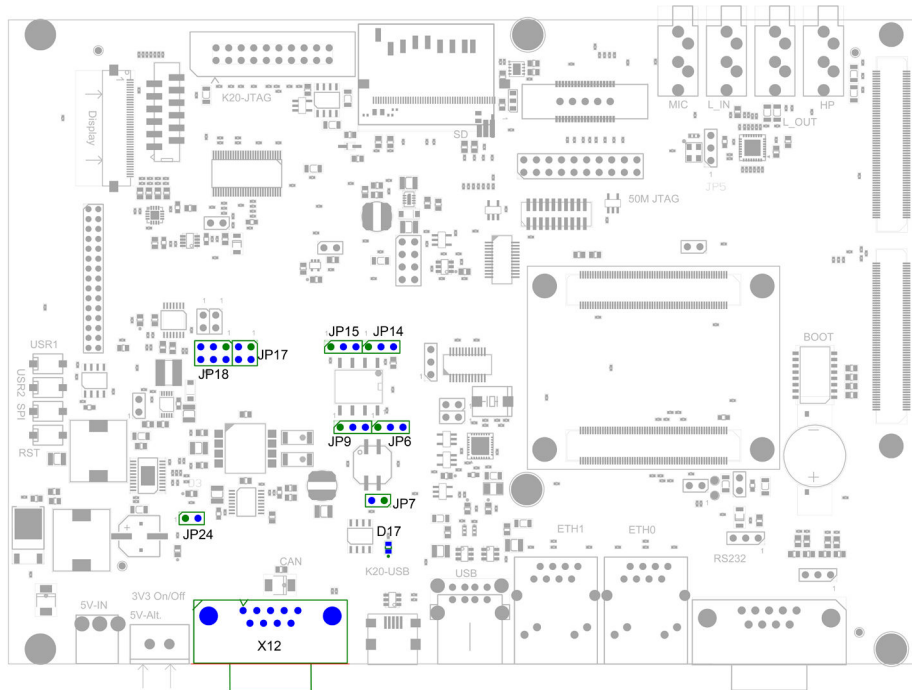 MIC
L_IN
HP
L_OUT
K20-JTAG
Display
SD
JP5
50M JTAG
JP15
JP14
JP17
JP18
USR1
USR2
SPI
RST
BOOT
JP9
JP6
JP7
JP24
D17
ETH1
ETH0
RS232
CAN
K20-USB
USB
3V3 On/Off
5V-IN
5V-Alt.
X12